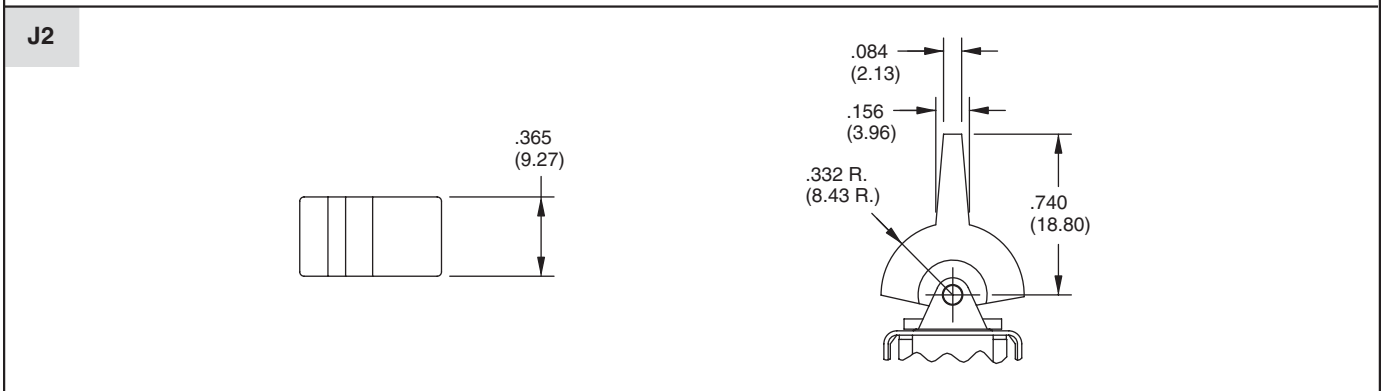 J2
.365
(9.27)
.084
(2.13)
.156
(3.96)
.332 R.
(8.43 R.)
.740
(18.80)